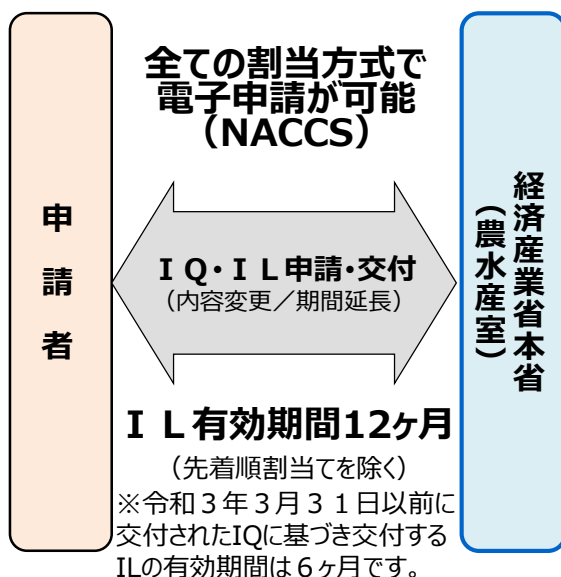 全ての割当方式で
電子申請が可能
（NACCS）
申請者
ＩＱ・ＩＬ申請・交付
（内容変更／期間延長）
経済産業省本省
（農水産室）
ＩＬ有効期間12ヶ月
（先着順割当てを除く）
※令和３年３月３１日以前に
交付されたIQに基づき交付する
ILの有効期間は６ヶ月です。